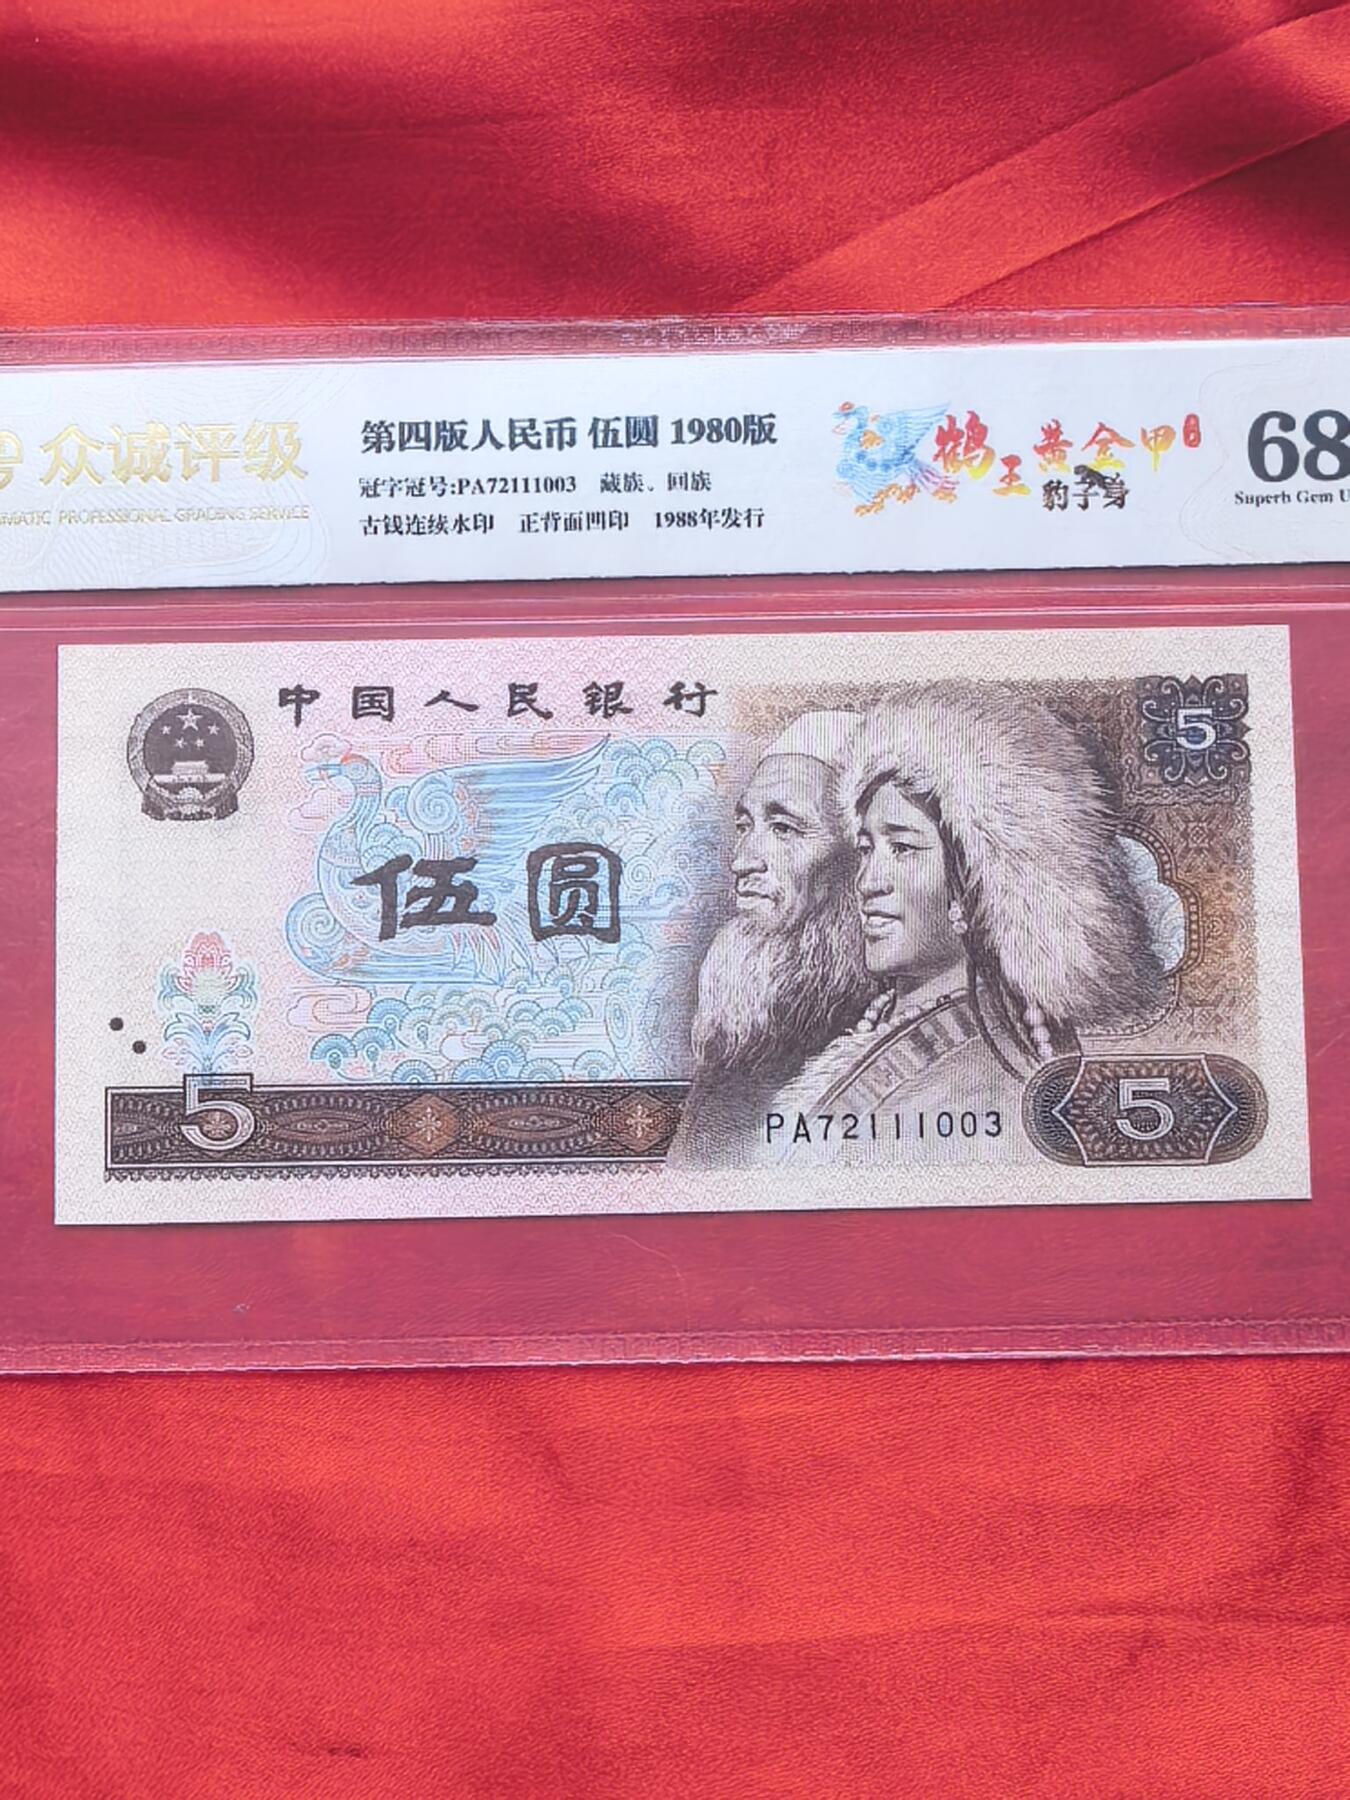 众诚评级
MATIC PROFESSIONAL GRADING SERVICE
第四版人民币 伍圆 1980版
冠字冠号:PA72111003 藏族、回族
古钱连续水印 正背面凹印 1988年发行
鹤王 黄金甲
豹子号
68
Superb Gem U
中国人民银行
5
伍圆
5
PA72111003
5